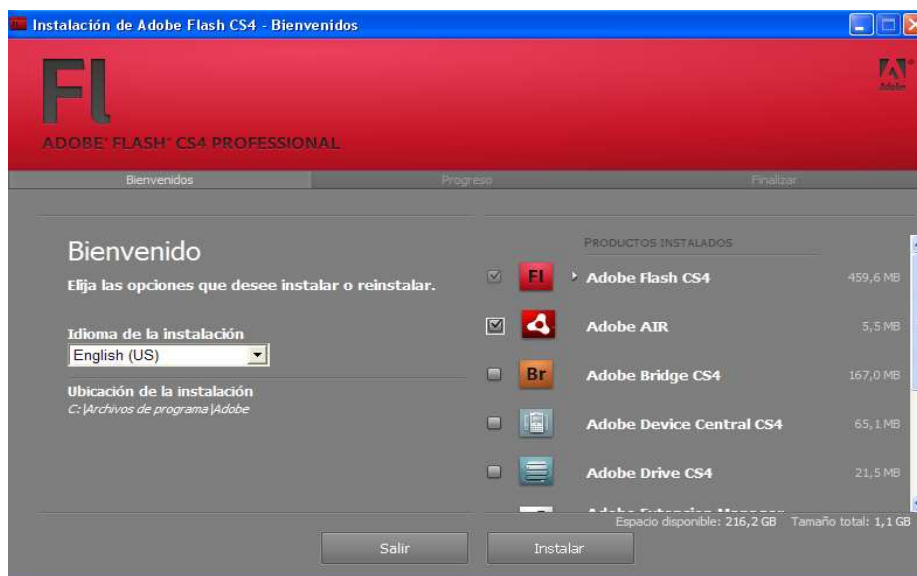 Instalación de Adobe Flash CS4 - Bienvenidos
Fl
Adobe
ADOBE® FLASH® CS4 PROFESSIONAL
Bienvenidos
Progreso
Finalizar
Bienvenido
Elija las opciones que desee instalar o reinstalar.
Idioma de la instalación
English (US)
Ubicación de la instalación
C:\Archivos de programa\Adobe
PRODUCTOS INSTALADOS
Fl Adobe Flash CS4 459,6 MB
Adobe AIR 5,5 MB
Br Adobe Bridge CS4 167,0 MB
Adobe Device Central CS4 65,1 MB
Adobe Drive CS4 21,5 MB
Adobe Extension Manager
Espacio disponible: 216,2 GB Tamaño total: 1,1 GB
Salir
Instalar